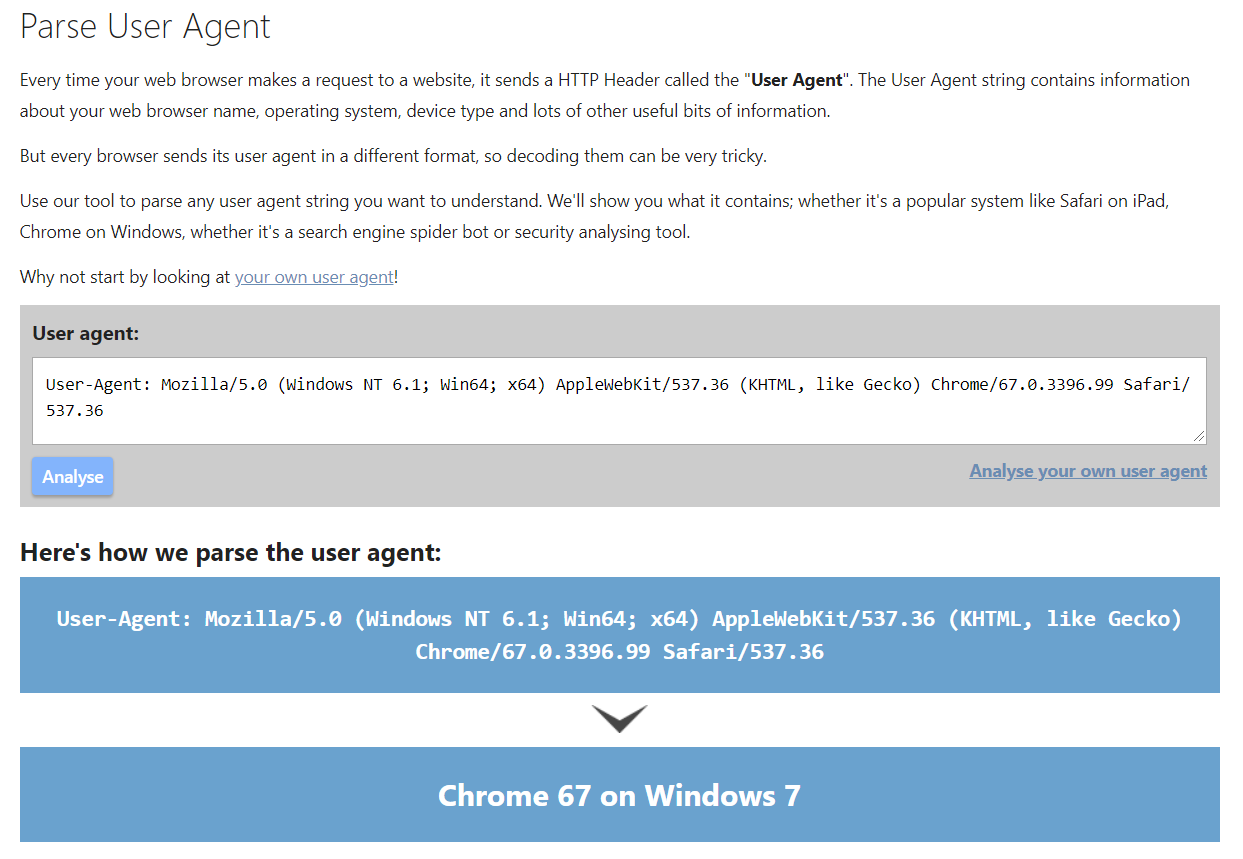 Parse User Agent
Every time your web browser makes a request to a website, it sends a HTTP Header called the "User Agent". The User Agent string contains information
about your web browser name, operating system, device type and lots of other useful bits of information.
But every browser sends its user agent in a different format, so decoding them can be very tricky.
Use our tool to parse any user agent string you want to understand. We'll show you what it contains; whether it's a popular system like Safari on iPad,
Chrome on Windows, whether it's a search engine spider bot or security analysing tool.
Why not start by looking at your own user agent!
User agent:
User-Agent: Mozilla/5.0 (Windows NT 6.1; Win64; x64) AppleWebKit/537.36 (KHTML, like Gecko) Chrome/67.0.3396.99 Safari/
537.36
Analyse
Analyse your own user agent
Here's how we parse the user agent:
User-Agent: Mozilla/5.0 (Windows NT 6.1; Win64; x64) AppleWebKit/537.36 (KHTML, like Gecko)
Chrome/67.0.3396.99 Safari/537.36
Chrome 67 on Windows 7